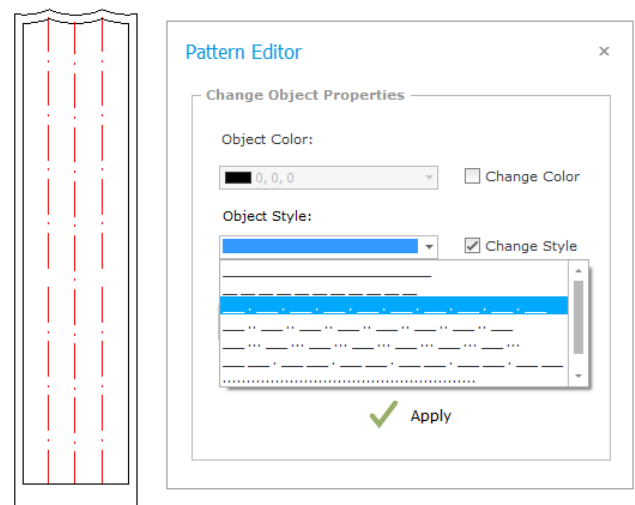 Pattern Editor
×
Change Object Properties
Object Color:
0, 0, 0
Change Color
Object Style:
Change Style
Apply